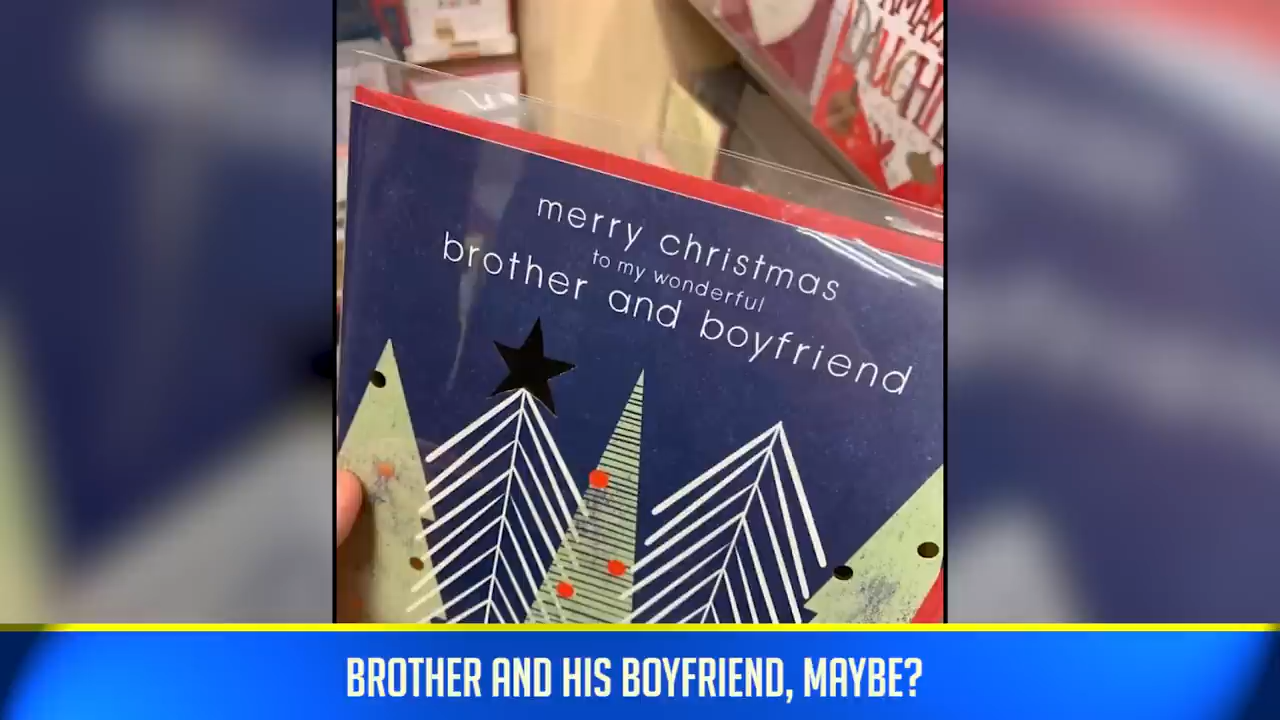 merry christmas
to my wonderful
brother and boyfriend
BROTHER AND HIS BOYFRIEND, MAYBE?